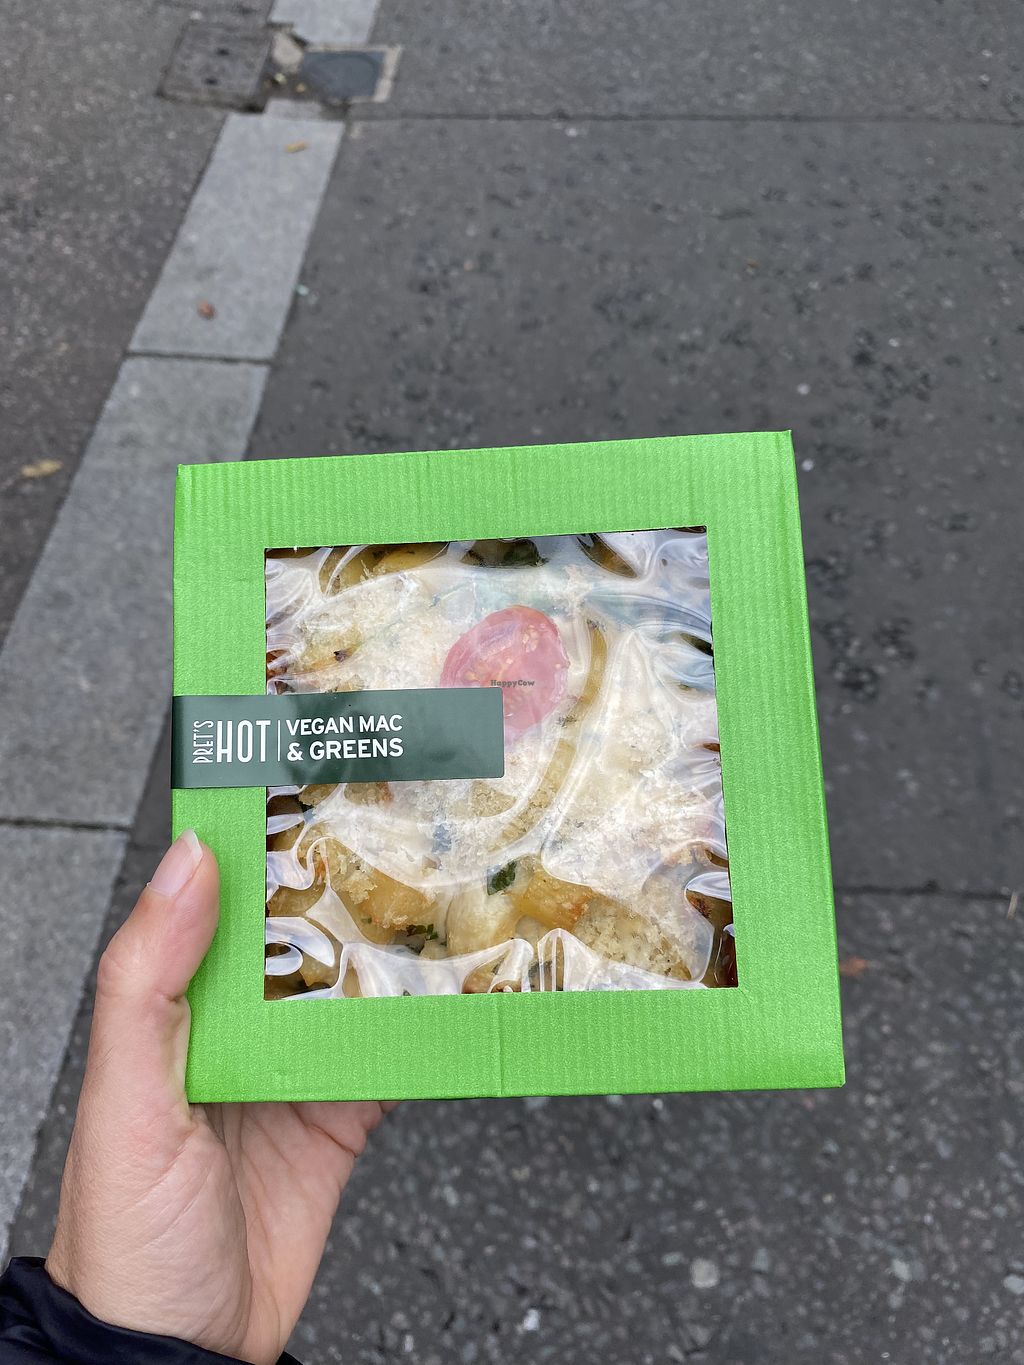 PRET'S
HOT
VEGAN MAC
& GREENS
HappyCow